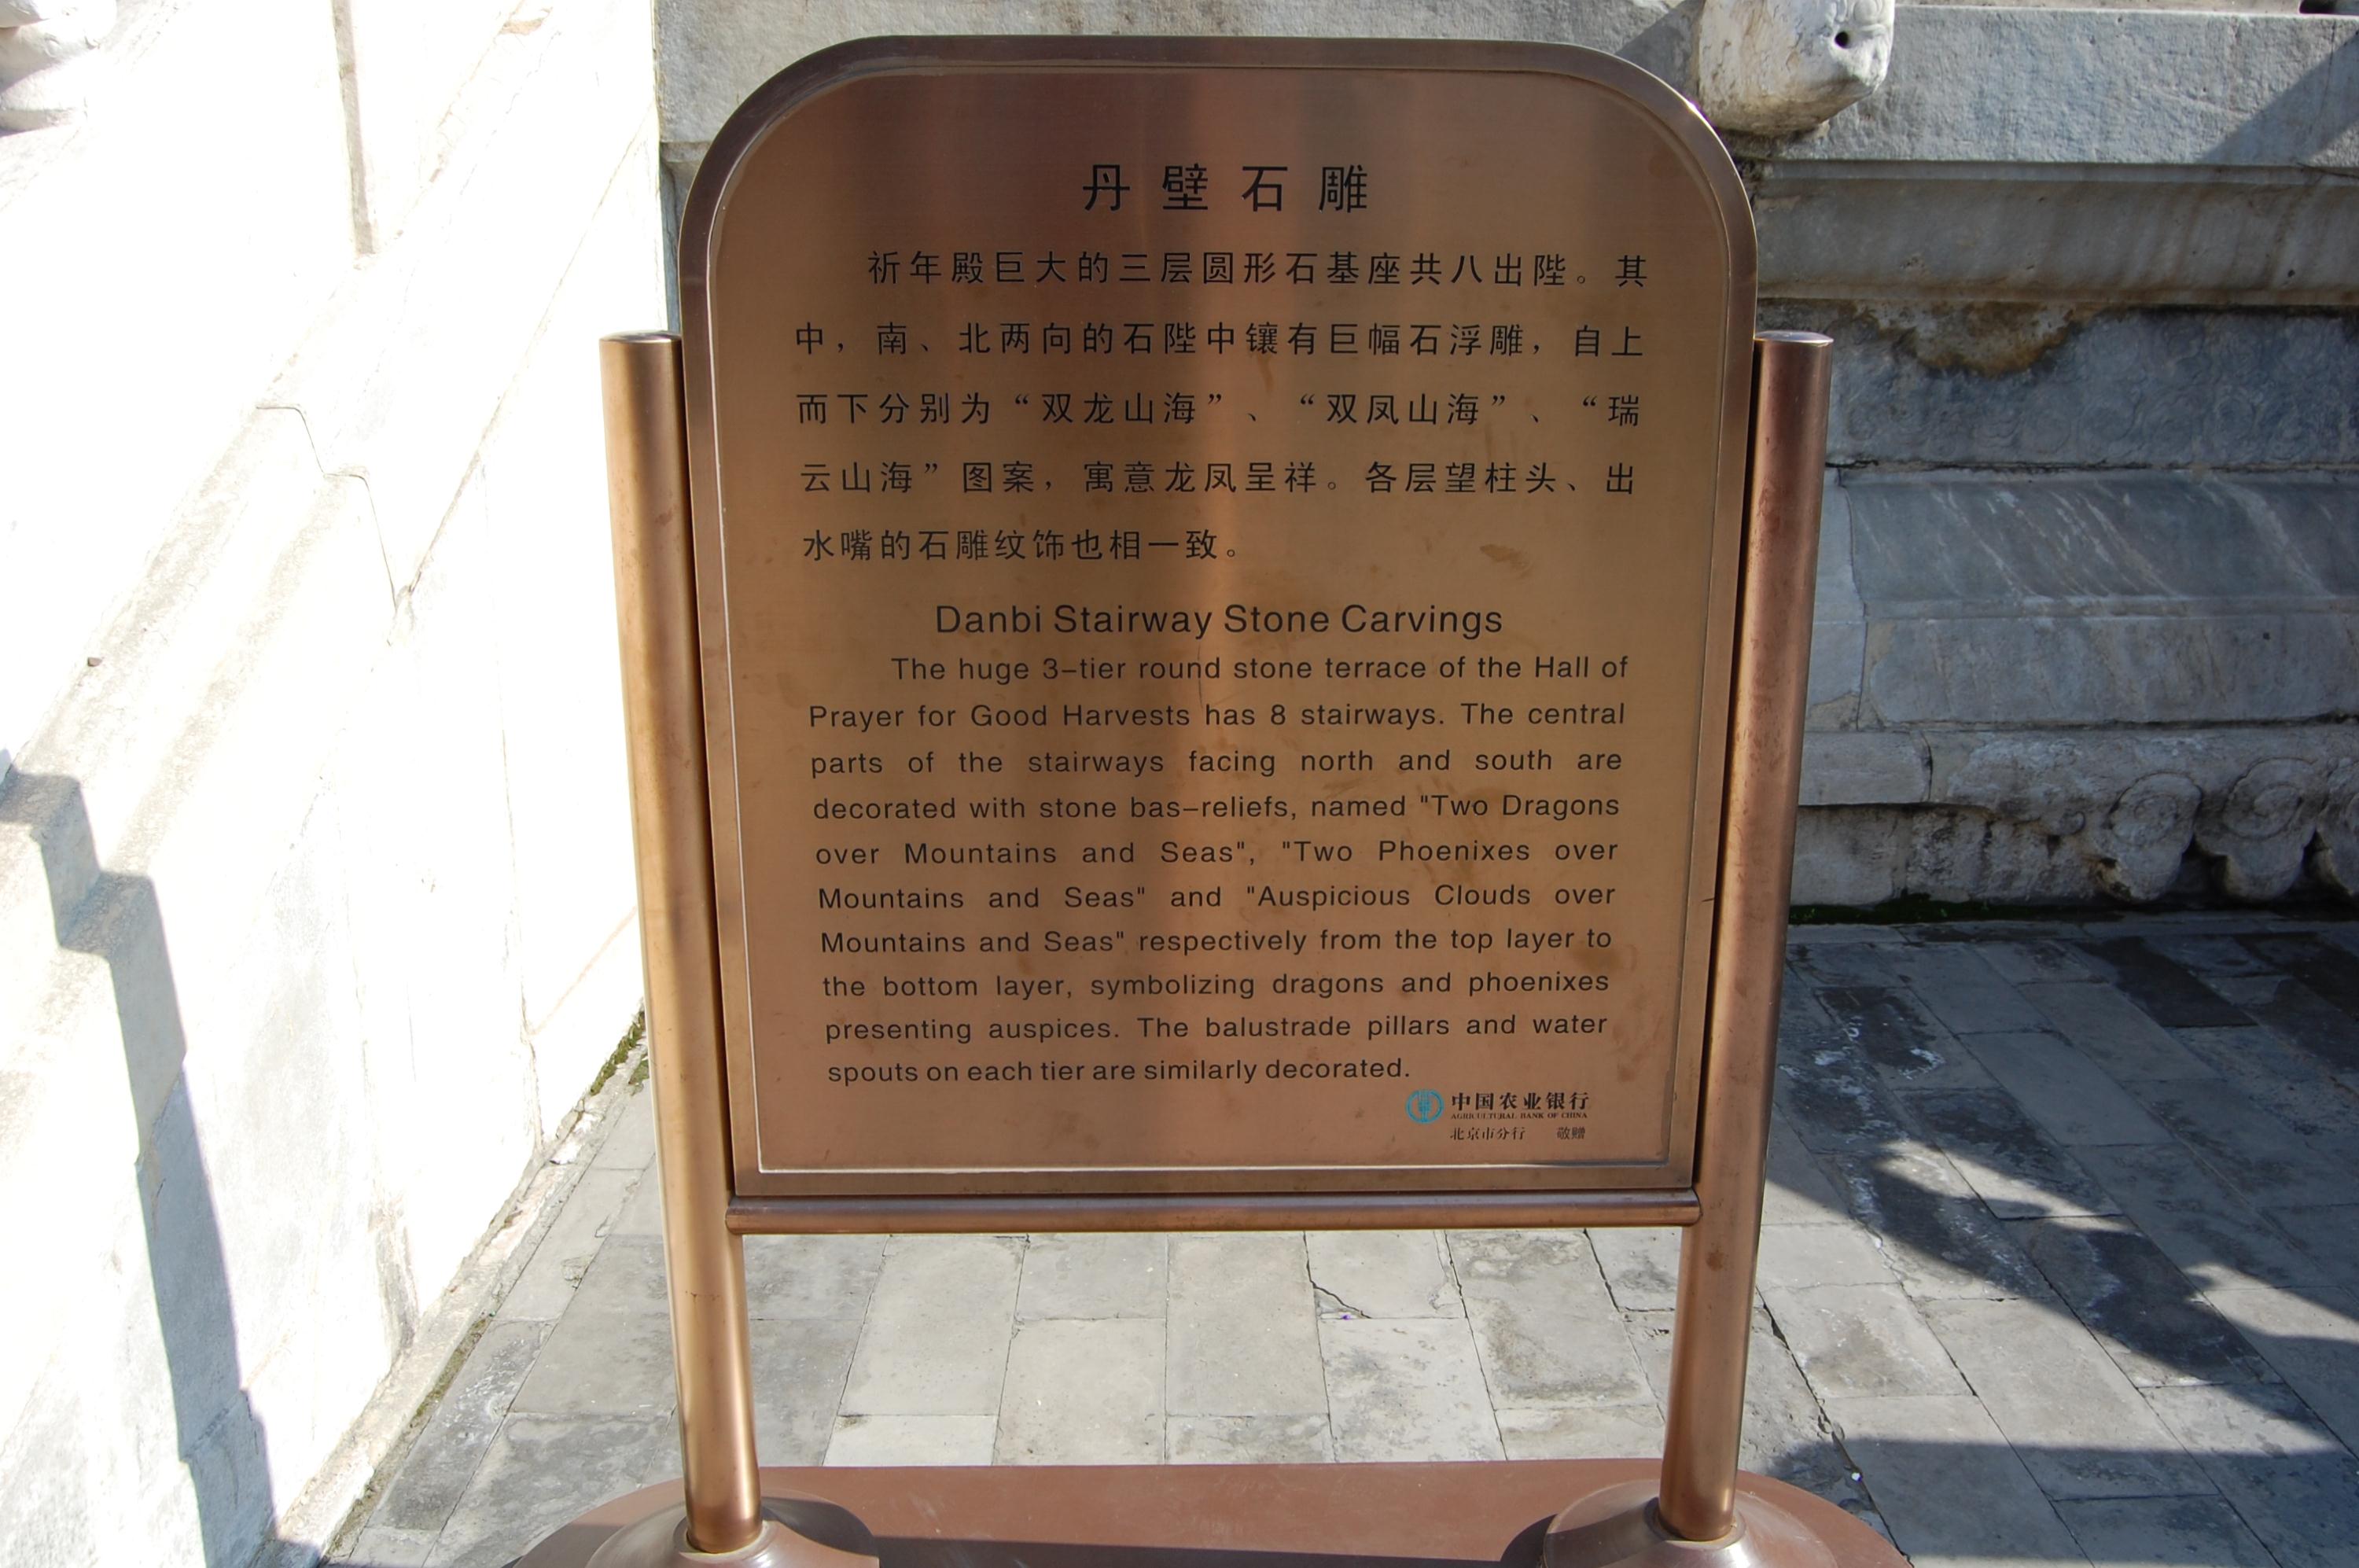 丹壁石雕
祈年殿巨大的三层圆形石基座共八出陛。其
中，南、北两向的石陛中镶有巨幅石浮雕，自上
而下分别为“双龙山海”、“双凤山海”、“瑞
云山海”图案，寓意龙凤呈祥。各层望柱头、出
水嘴的石雕纹饰也相一致。
Danbi Stairway Stone Carvings
The huge 3-tier round stone terrace of the Hall of
Prayer for Good Harvests has 8 stairways. The central
parts of the stairways facing north and south are
decorated with stone bas-reliefs, named "Two Dragons
over Mountains and Seas", "Two Phoenixes over
Mountains and Seas" and "Auspicious Clouds over
Mountains and Seas" respectively from the top layer to
the bottom layer, symbolizing dragons and phoenixes
presenting auspices. The balustrade pillars and water
spouts on each tier are similarly decorated.
中国农业银行
AGRICULTURAL BANK OF CHINA
北京市分行 敬赠